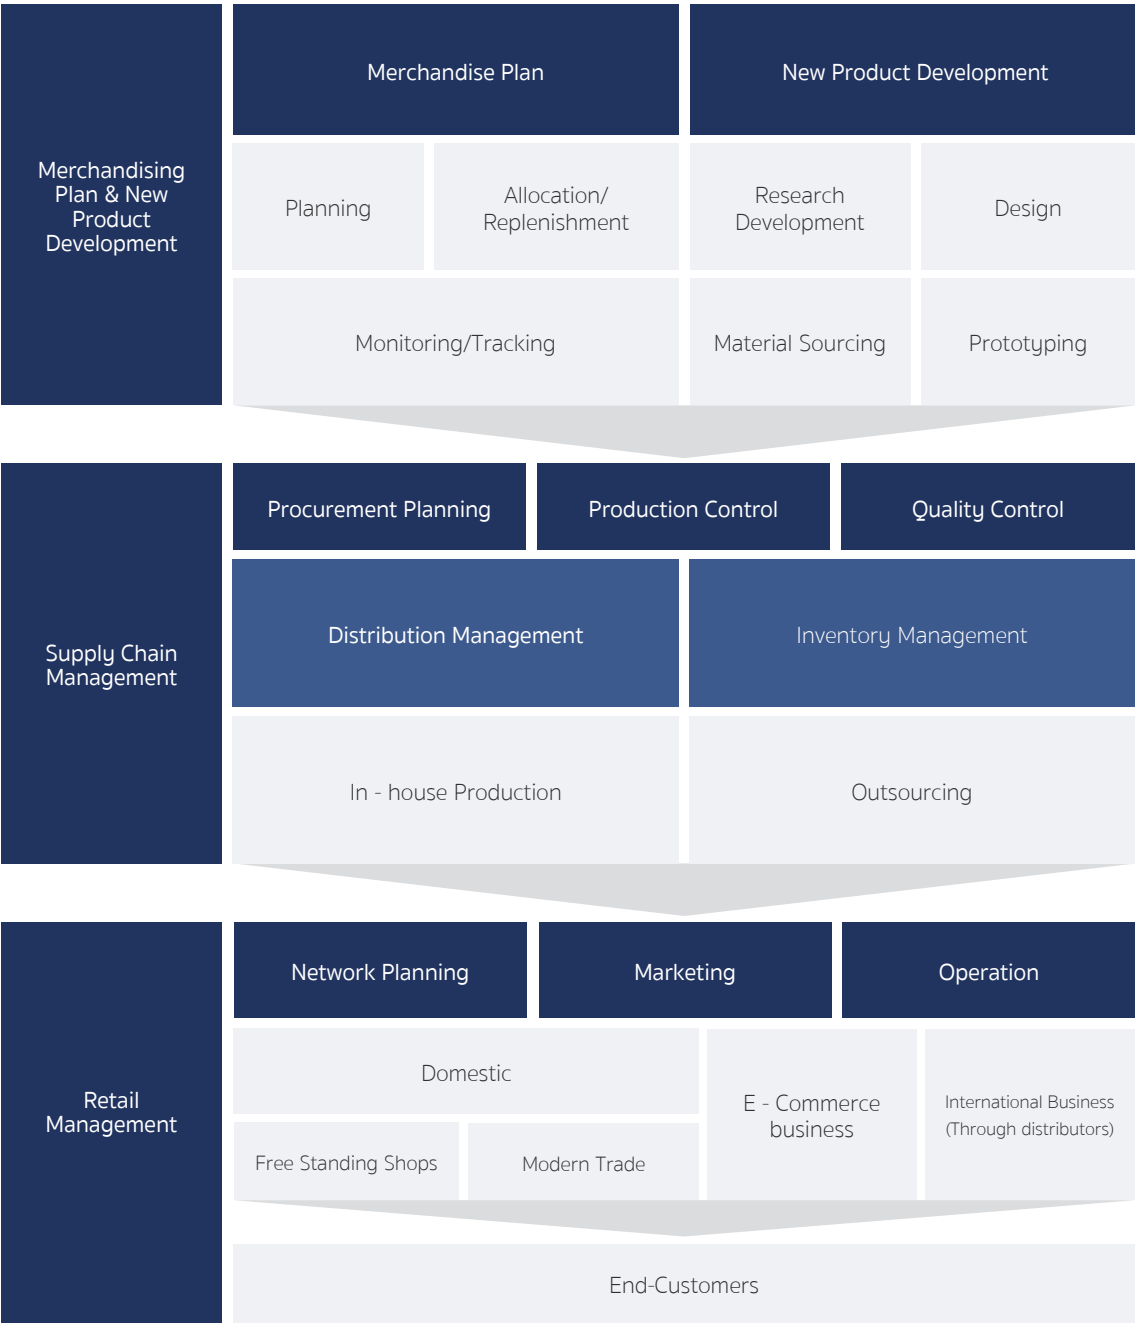 Merchandising
Plan & New
Product
Development
Merchandise Plan
New Product Development
Planning
Allocation/
Replenishment
Research
Development
Design
Monitoring/Tracking
Material Sourcing
Prototyping
Supply Chain
Management
Procurement Planning
Production Control
Quality Control
Distribution Management
Inventory Management
In - house Production
Outsourcing
Retail
Management
Network Planning
Marketing
Operation
Domestic
Free Standing Shops
Modern Trade
E - Commerce
business
International Business
(Through distributors)
End-Customers